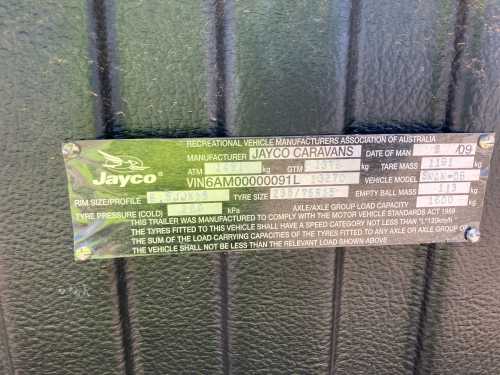 RECREATIONAL VEHICLE MANUFACTURERS ASSOCIATION OF AUSTRALIA
Jayco
MANUFACTURER JAYCO CARAVANS DATE OF MAN /09
ATM kg GTM kg TARE MASS 1191 kg
VIN6AM00000091L VEHICLE MODEL
RIM SIZE/PROFILE TYRE SIZE EMPTY BALL MASS 113 kg
TYRE PRESSURE (COLD) kPa AXLE/AXLE GROUP-LOAD CAPACITY 1600 kg
THIS TRAILER WAS MANUFACTURED TO COMPLY WITH THE MOTOR VEHICLE STANDARDS ACT 1989
THE TYRES FITTED TO THIS VEHICLE SHALL HAVE A SPEED CATEGORY NOT LESS THAN
THE SUM OF THE LOAD CARRYING CAPACITIES OF THE TYRES FITTED TO ANY AXLE OR AXLE GROUP OF
THE VEHICLE SHALL NOT BE LESS THAN THE RELEVANT LOAD SHOWN ABOVE